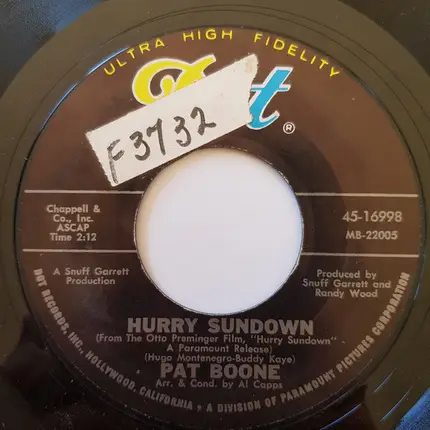 ULTRA HIGH FIDELITY
Dot ®
F3732
Chappell &
Co., Inc.
ASCAP
Time 2:12
45-16998
MB-22005
A Snuff Garrett
Production
Produced by
Snuff Garrett and
Randy Wood
HURRY SUNDOWN
(From The Otto Preminger Film, "Hurry Sundown"
A Paramount Release)
(Hugo Montenegro-Buddy Kaye)
PAT BOONE
Arr. & Cond. by Al Capps
DOT RECORDS, INC., HOLLYWOOD, CALIFORNIA • A DIVISION OF PARAMOUNT PICTURES CORPORATION